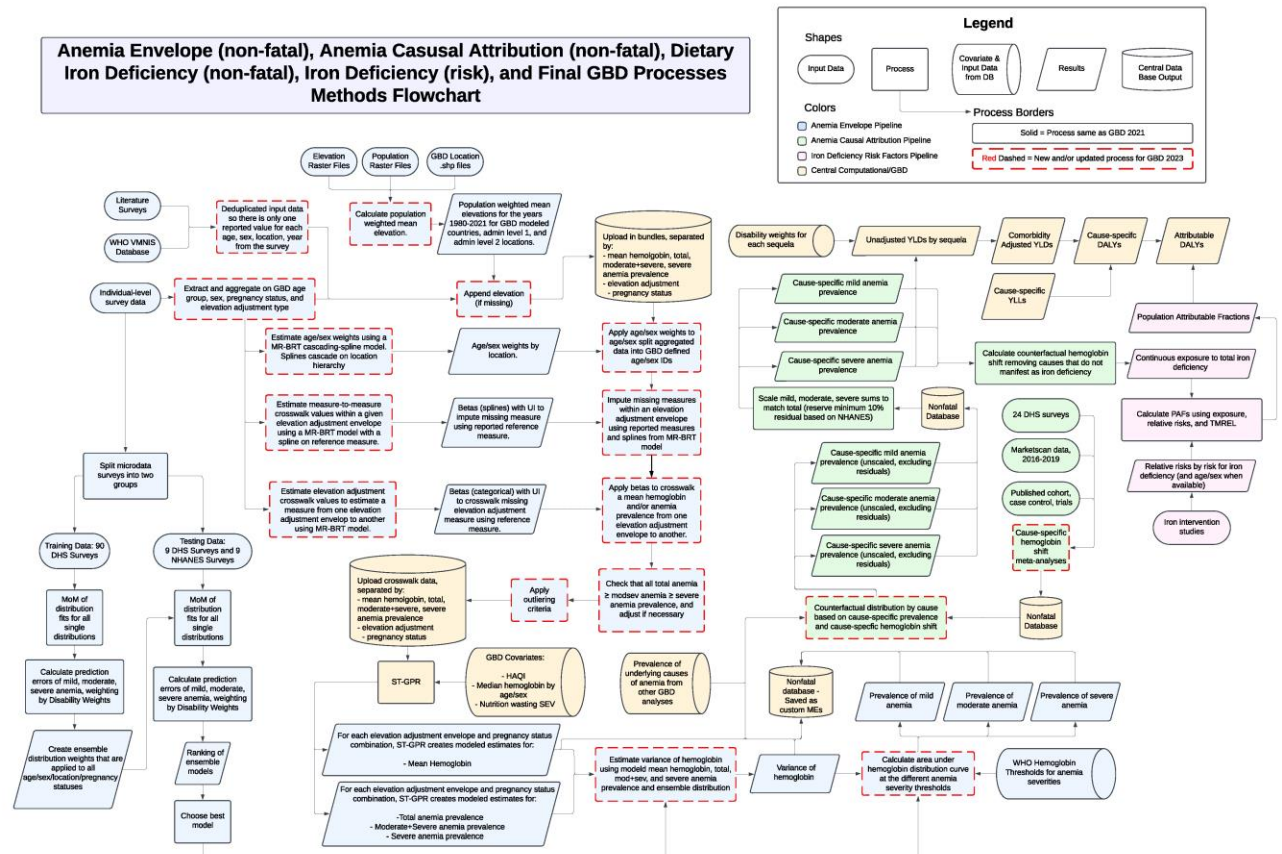 Anemia Envelope (non-fatal), Anemia Casusal Attribution (non-fatal), Dietary
Iron Deficiency (non-fatal), Iron Deficiency (risk), and Final GBD Processes
Methods Flowchart
Legend
Shapes
Input Data
Process
Covariate &
Input Data
from DB
Results
Central Data
Base Output
Colors
Anemia Envelope Pipeline
Anemia Causal Attribution Pipeline
Iron Deficiency Risk Factors Pipeline
Central Computational/GBD
Process Borders
Solid = Process same as GBD 2021
Red Dashed = New and/or updated process for GBD 2023
Elevation
Raster Files
Population
Raster Files
GBD Location
.shp files
Literature
Surveys
WHO VMNIS
Database
Deduplicated input data
so there is only one
reported value for each
age, sex, location, year
from the survey
Calculate population
weighted mean
elevation.
Population weighted mean
elevations for the years
1980-2021 for GBD modeled
countries, admin level 1, and
admin level 2 locations.
Individual-level
survey data
Extract and aggregate on GBD age
group, sex, pregnancy status, and
elevation adjustment type
Append elevation
(if missing)
Upload in bundles, separated
by:
- mean hemolgobin, total,
moderate+severe, severe
anemia prevalence
- elevation adjustment
- pregnancy status
Estimate age/sex weights using a
MR-BRT cascading-spline model.
Splines cascade on location
hierarchy
Age/sex weights by
location.
Apply age/sex weights to
age/sex split aggregated
data into GBD defined
age/sex IDs
Estimate measure-to-measure
crosswalk values within a given
elevation adjustment envelope
using a MR-BRT model with a
spline on reference measure.
Betas (splines) with UI to
impute missing measure
using reported reference
measure.
Impute missing measures
within an elevation
adjustment envelope
using reported measures
and splines from MR-BRT
model
Split microdata
surveys into two
groups
Estimate elevation adjustment
crosswalk values to estimate a
measure from one elevation
adjustment envelop to another
using MR-BRT model.
Betas (categorical) with UI
to crosswalk missing
elevation adjustment
measure using reference
measure.
Apply betas to crosswalk
a mean hemoglobin
and/or anemia
prevalence from one
elevation adjustment
envelope to another.
Training Data: 90
DHS Surveys
Testing Data:
9 DHS Surveys and 9
NHANES Surveys
MoM of
distribution
fits for all
single
distributions
MoM of
distribution
fits for all
single
distributions
Calculate prediction
errors of mild, moderate,
severe anemia, weighting
by Disability Weights
Calculate prediction
errors of mild, moderate,
severe anemia, weighting
by Disability Weights
Create ensemble
distribution weights that are
applied to all
age/sex/location/pregnancy
statuses
Ranking of
ensemble
models
Choose best
model
Upload crosswalk data,
separated by:
- mean hemolgobin, total,
moderate+severe, severe
anemia prevalence
- elevation adjustment
- pregnancy status
Apply
outliering
criteria
Check that all total anemia
≥ modsev anemia ≥ severe
anemia prevalence, and
adjust if necessary
ST-GPR
GBD Covariates:
- HAQI
- Median hemoglobin by
age/sex
- Nutrition wasting SEV
Prevalence of
underlying causes
of anemia from
other GBD
analyses
For each elevation adjustment envelope and pregnancy status
combination, ST-GPR creates modeled estimates for:
- Mean Hemoglobin
For each elevation adjustment envelope and pregnancy status
combination, ST-GPR creates modeled estimates for:
-Total anemia prevalence
- Moderate+Severe anemia prevalence
- Severe anemia prevalence
Estimate variance of hemoglobin
using modeld mean hemoglobin, total,
mod+sev, and severe anemia
prevalence and ensemble distribution
Variance of
hemoglobin
Nonfatal
database -
Saved as
custom MEs
Calculate area under
hemoglobin distribution curve
at the different anemia
severity thresholds
WHO Hemoglobin
Thresholds for anemia
severities
Prevalence of mild
anemia
Prevalence of
moderate anemia
Prevalence of severe
anemia
Disability weights for
each sequela
Unadjusted YLDs by sequela
Comorbidity
Adjusted YLDs
Cause-specifc
DALYs
Attributable
DALYs
Cause-specific
YLLs
Cause-specific mild anemia
prevalence
Cause-specific moderate anemia
prevalence
Cause-specific severe anemia
prevalence
Scale mild, moderate, severe sums to
match total (reserve minimum 10%
residual based on NHANES)
Nonfatal
Database
Calculate counterfactual hemoglobin
shift removing causes that do not
manifest as iron deficiency
Population Attributable
Fractions
Continuous exposure to total iron
deficiency
Calculate PAFs using exposure,
relative risks, and TMREL
Relative risks by risk for iron
deficiency (and age/sex when
available)
Iron intervention
studies
24 DHS surveys
Marketscan data,
2016-2019
Published cohort,
case control, trials
Cause-specific
hemoglobin
shift
meta-analyses
Nonfatal
Database
Cause-specific mild anemia
prevalence (unscaled, excluding
residuals)
Cause-specific moderate anemia
prevalence (unscaled, excluding
residuals)
Cause-specific severe anemia
prevalence (unscaled, excluding
residuals)
Counterfactual distribution by cause
based on cause-specific prevalence
and cause-specific hemoglobin shift